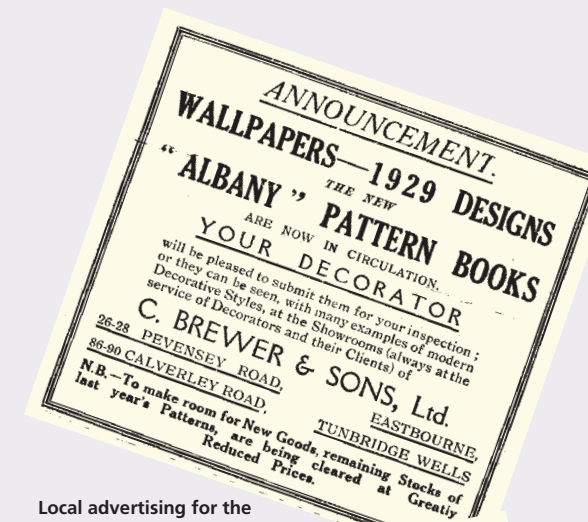 ANNOUNCEMENT.
WALLPAPERS—1929 DESIGNS
THE NEW
“ ALBANY ” PATTERN BOOKS
ARE NOW IN CIRCULATION.
YOUR DECORATOR
will be pleased to submit them for your inspection ;
or they can be seen, with many examples of modern
Decorative Styles, at the Showrooms (always at the
service of Decorators and their Clients) of
C. BREWER & SONS, Ltd.
26-28 PEVENSEY ROAD, EASTBOURNE,
86-90 CALVERLEY ROAD, TUNBRIDGE WELLS
N.B.—To make room for New Goods, remaining Stocks of
last year's Patterns, are being cleared at Greatly
Reduced Prices.
Local advertising for the